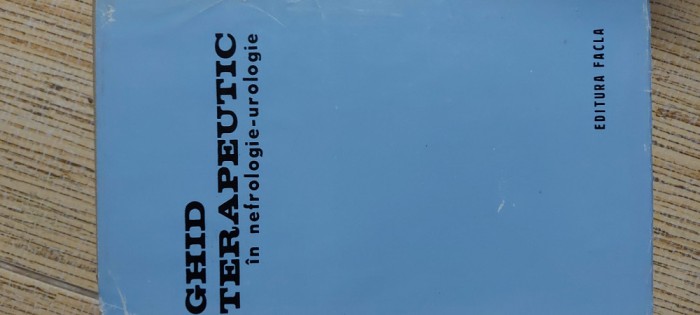 GHID
TERAPEUTIC
în nefrologie-urologie
EDITURA FACLA